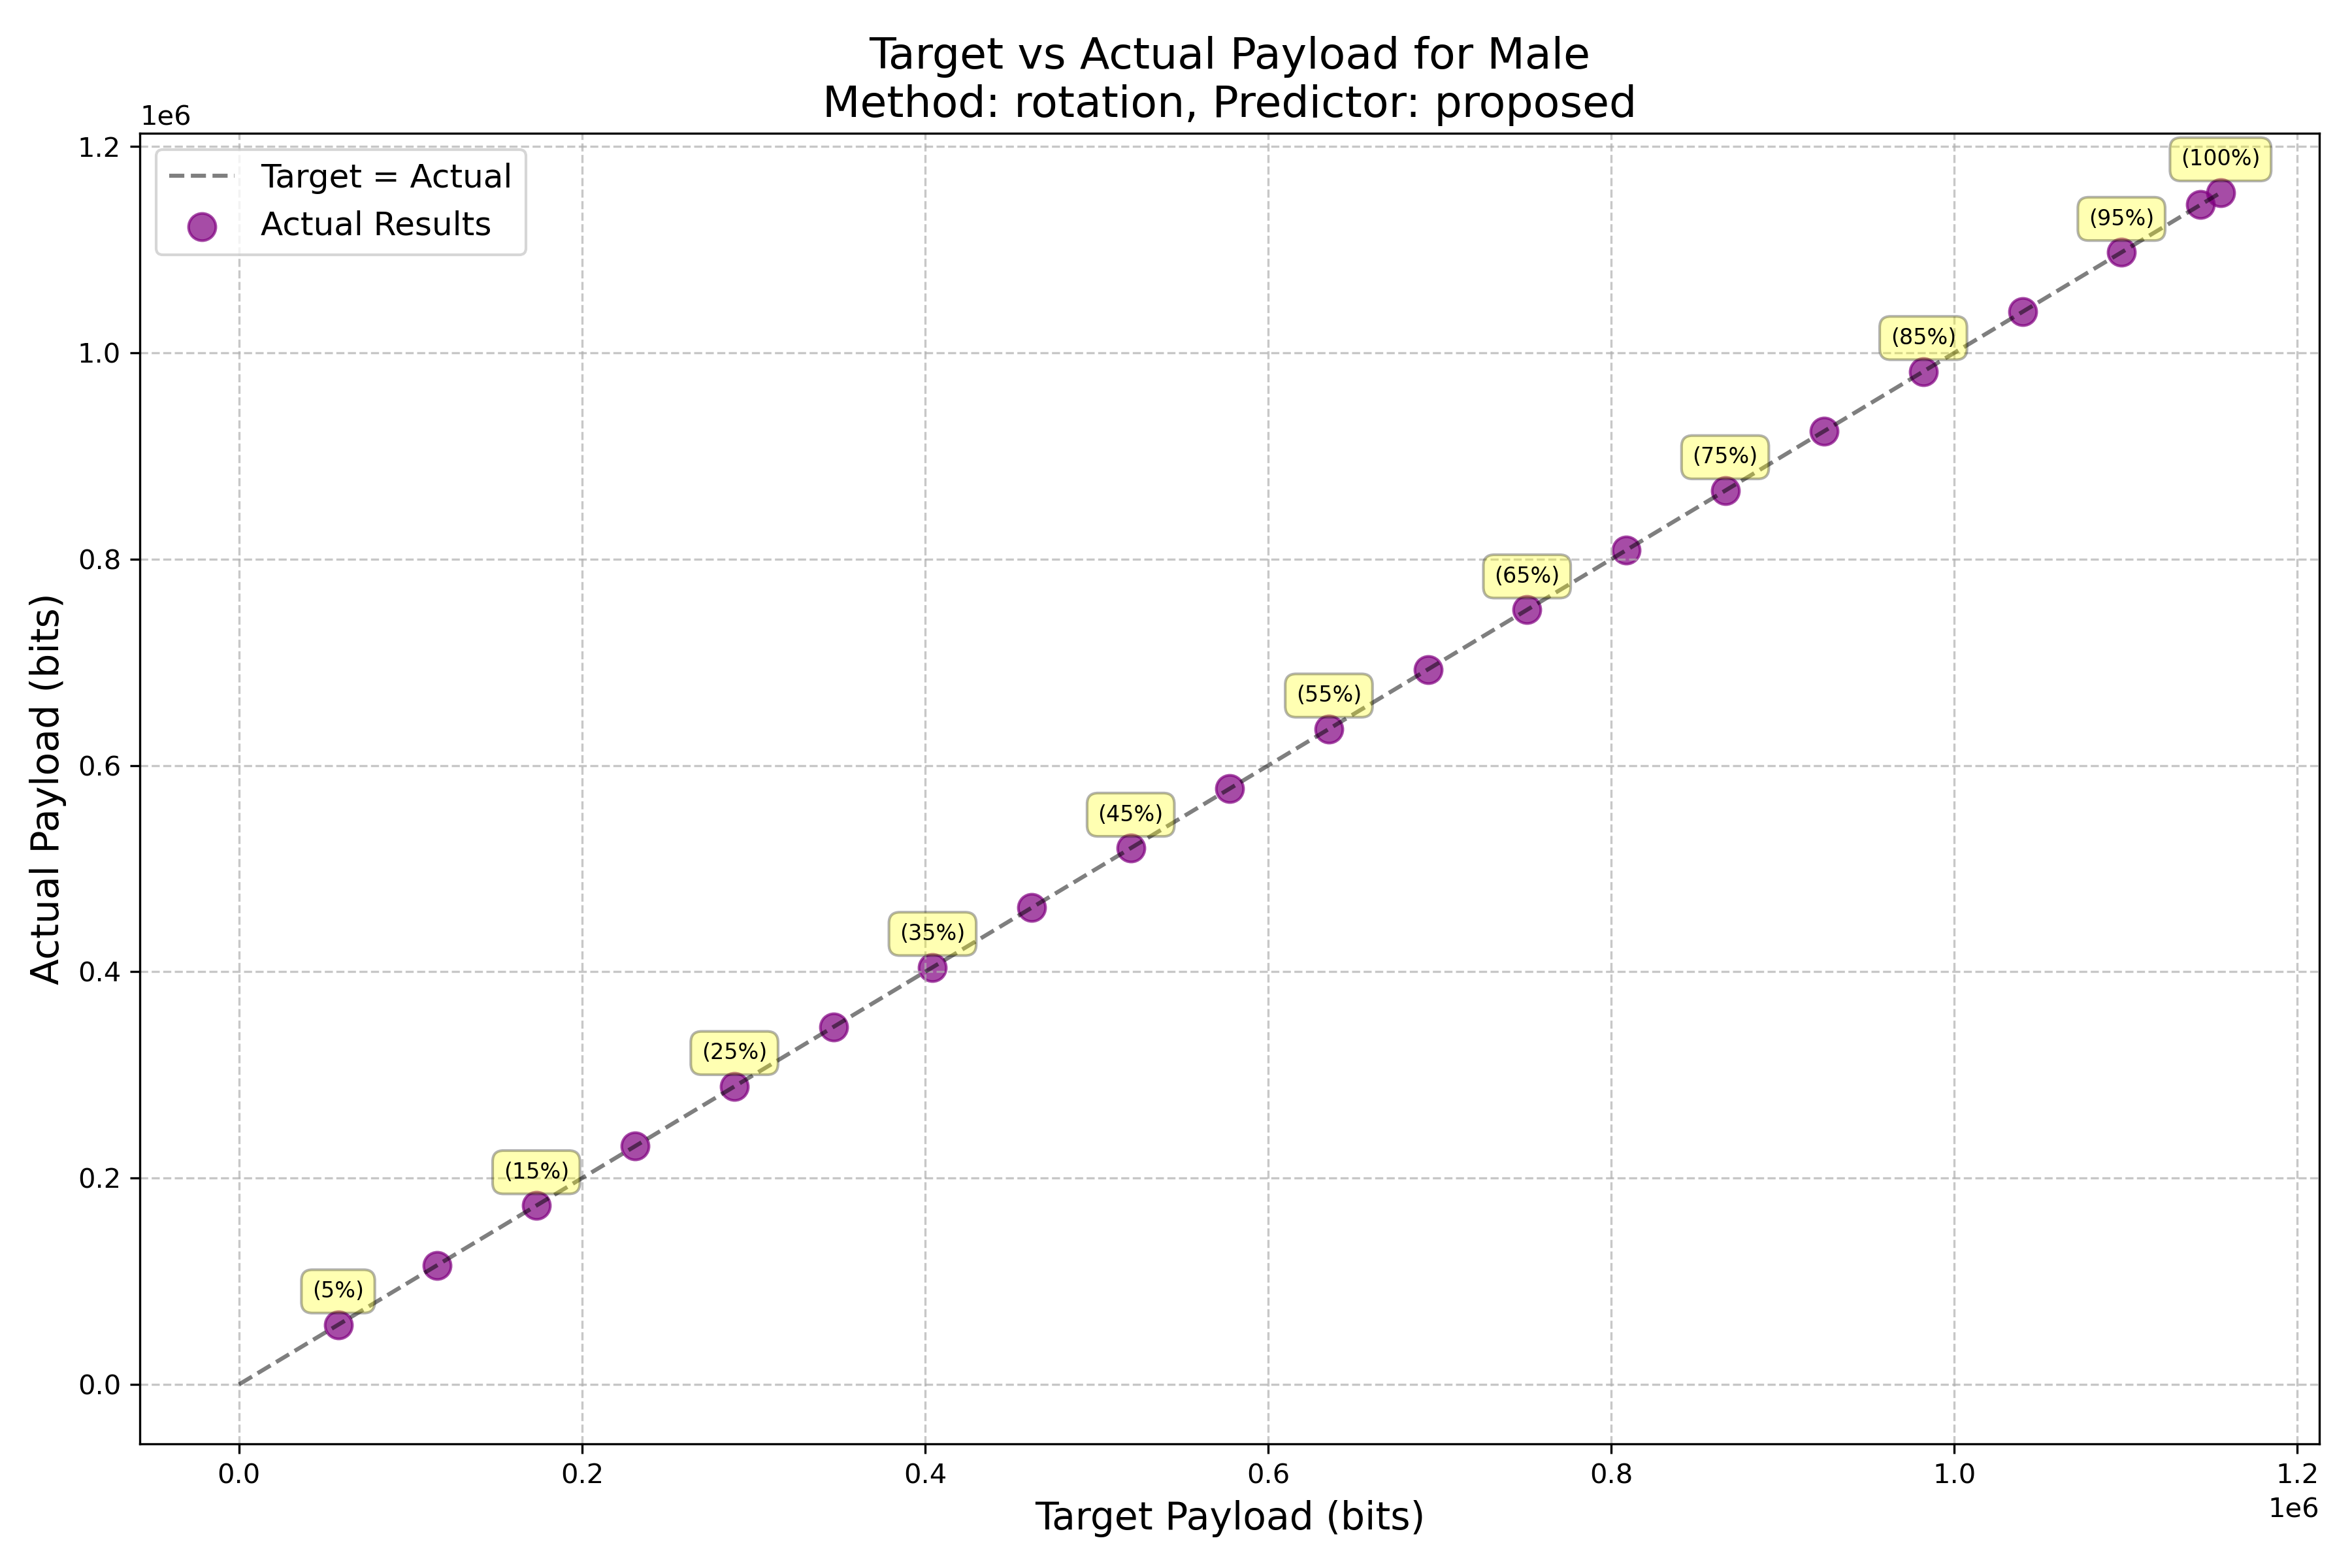 Target vs Actual Payload for Male
Method: rotation, Predictor: proposed
1e6
Target = Actual
Actual Results
1.2
1.0
0.8
0.6
0.4
0.2
0.0
Actual Payload (bits)
(100%)
(95%)
(85%)
(75%)
(65%)
(55%)
(45%)
(35%)
(25%)
(15%)
(5%)
0.0 0.2 0.4 0.6 0.8 1.0 1.2
1e6
Target Payload (bits)